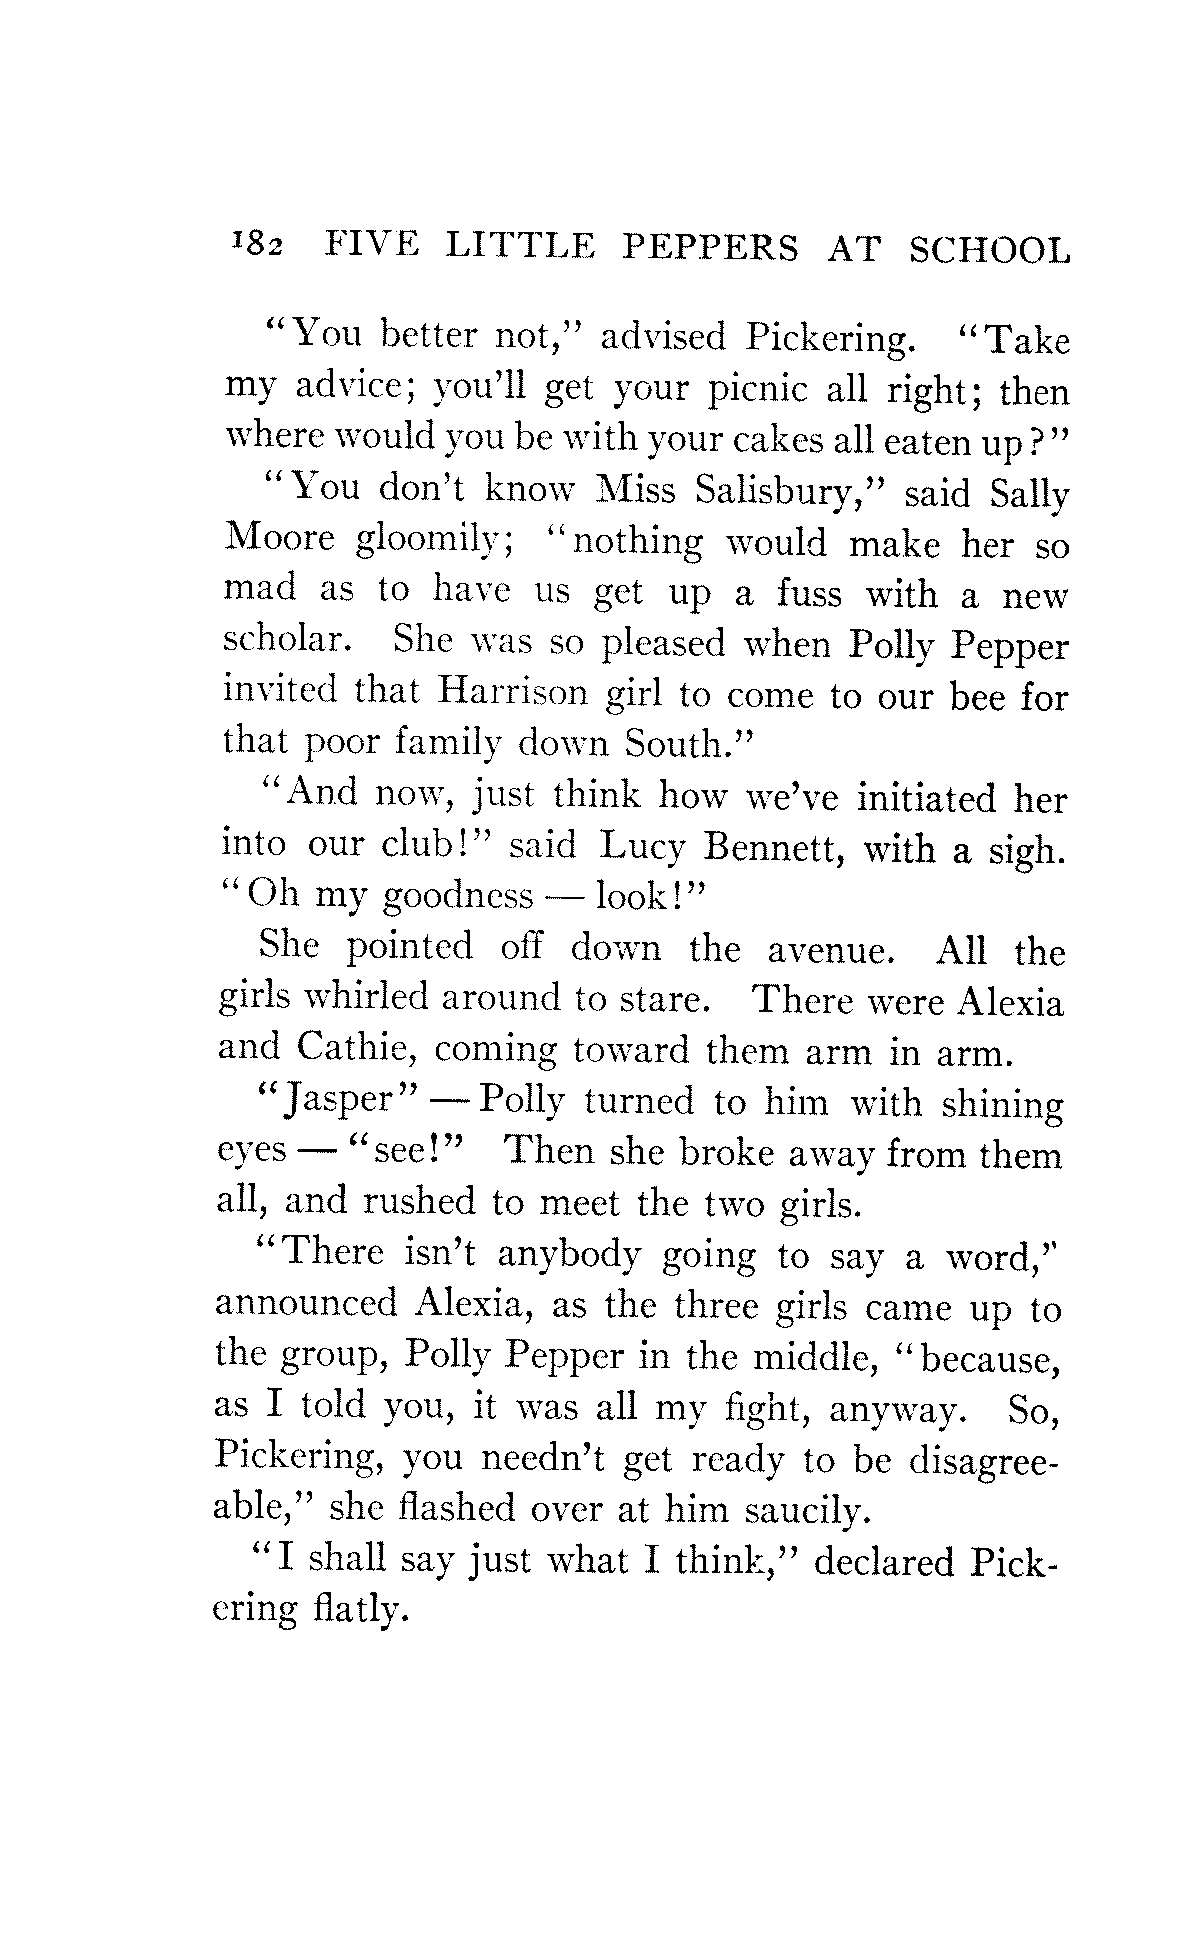 182 FIVE LITTLE PEPPERS AT SCHOOL
"You better not," advised Pickering. "Take
my advice; you'll get your picnic all right; then
where would you be with your cakes all eaten up?"
"You don't know Miss Salisbury," said Sally
Moore gloomily; "nothing would make her so
mad as to have us get up a fuss with a new
scholar. She was so pleased when Polly Pepper
invited that Harrison girl to come to our bee for
that poor family down South."
"And now, just think how we've initiated her
into our club!" said Lucy Bennett, with a sigh.
"Oh my goodness — look!"
She pointed off down the avenue. All the
girls whirled around to stare. There were Alexia
and Cathie, coming toward them arm in arm.
"Jasper" — Polly turned to him with shining
eyes — "see!" Then she broke away from them
all, and rushed to meet the two girls.
"There isn't anybody going to say a word,"
announced Alexia, as the three girls came up to
the group, Polly Pepper in the middle, "because,
as I told you, it was all my fight, anyway. So,
Pickering, you needn't get ready to be disagree-
able," she flashed over at him saucily.
"I shall say just what I think," declared Pick-
ering flatly.